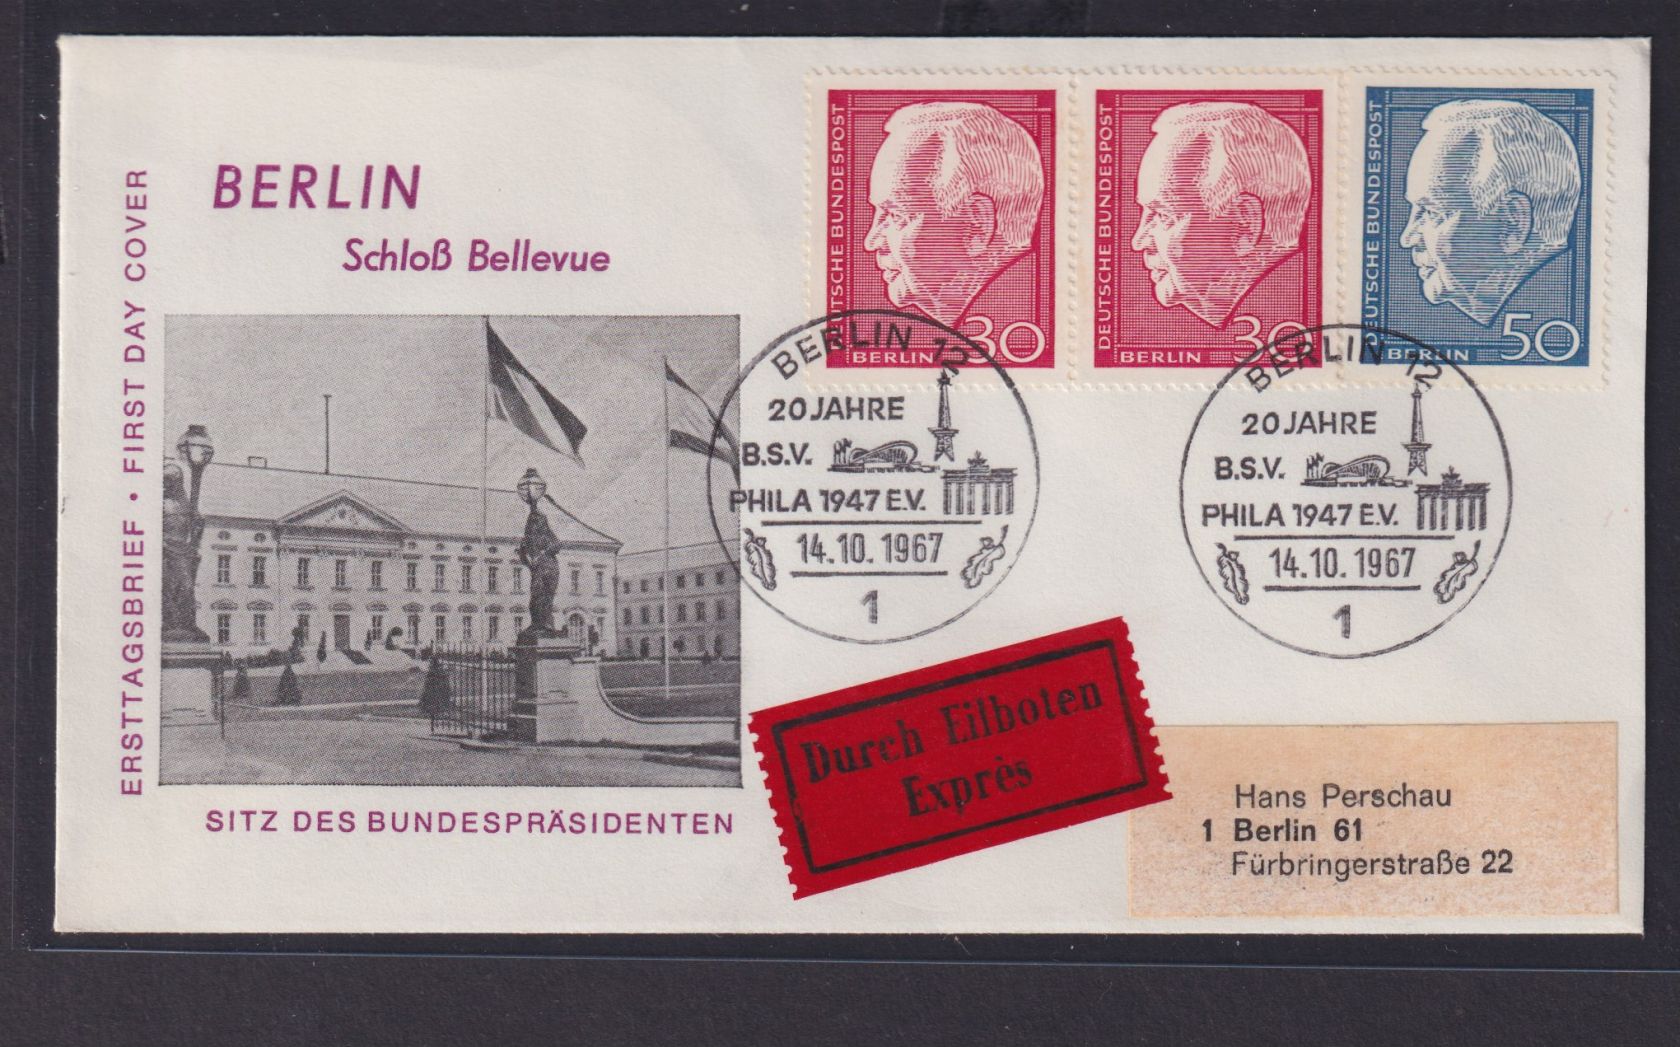 BERLIN
Schloß Bellevue
ERSTTAGSBRIEF · FIRST DAY COVER
SITZ DES BUNDESPRÄSIDENTEN
DEUTSCHE BUNDESPOST
BERLIN
30
DEUTSCHE BUNDESPOST
BERLIN
30
DEUTSCHE BUNDESPOST
BERLIN
50
BERLIN 12
20 JAHRE
B.S.V.
PHILA 1947 E.V.
14.10.1967
1
BERLIN 12
20 JAHRE
B.S.V.
PHILA 1947 E.V.
14.10.1967
1
Durch Eilboten
Exprès
Hans Perschau
1 Berlin 61
Fürbringerstraße 22